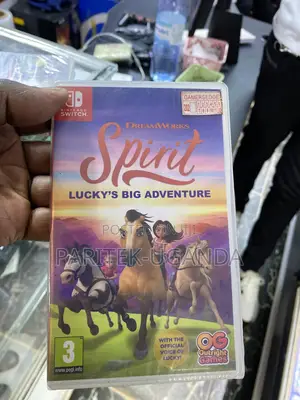 NINTENDO
SWITCH
DREAMWORKS
Spirit
LUCKY'S BIG ADVENTURE
PARITEK-UGANDA
3
www.pegi.info
WITH THE
OFFICIAL
VOICE OF
LUCKY!
OG
Outright
Games